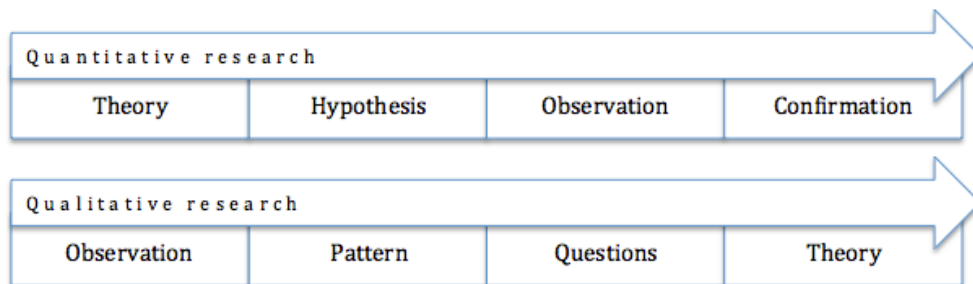 Quantitative research
Theory Hypothesis Observation Confirmation
Qualitative research
Observation Pattern Questions Theory